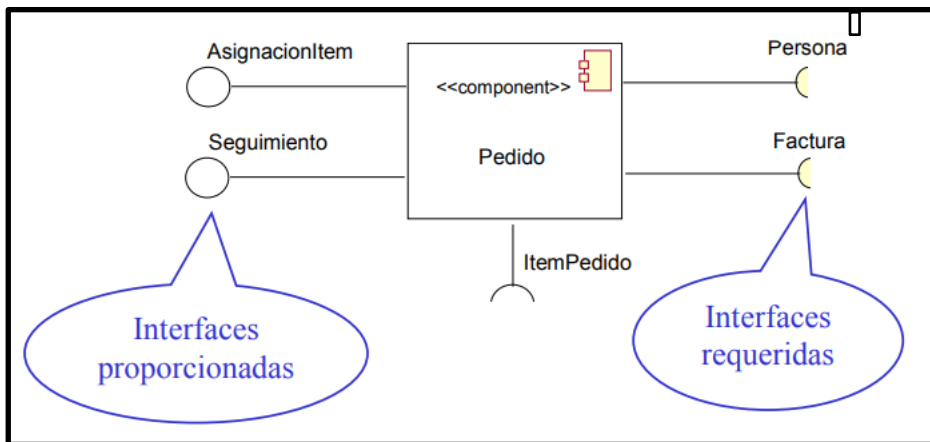 AsignacionItem
Persona
<<component>>
Seguimiento
Factura
Pedido
ItemPedido
Interfaces
proporcionadas
Interfaces
requeridas